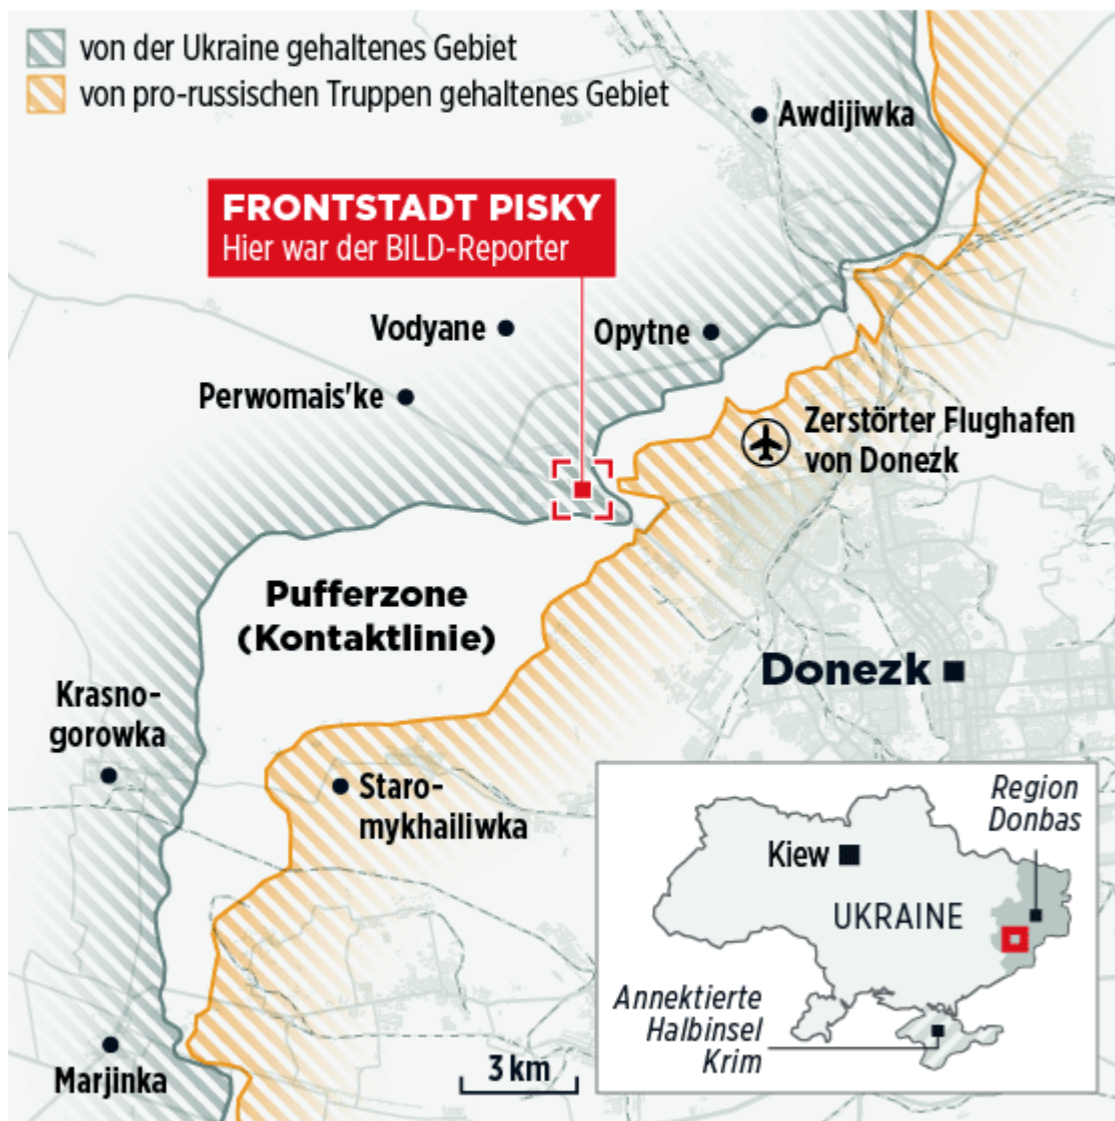 von der Ukraine gehaltenes Gebiet
von pro-russischen Truppen gehaltenes Gebiet
Awdijiwka
FRONTSTADT PISKY
Hier war der BILD-Reporter
Vodyane
Opytne
Perwomais'ke
Zerstörter Flughafen
von Donezk
Pufferzone
(Kontaktlinie)
Donezk
Krasno-
gorowka
Staro-
mykhailiwka
Region
Donbas
Kiew
UKRAINE
Annektierte
Halbinsel
Krim
3 km
Marjinka